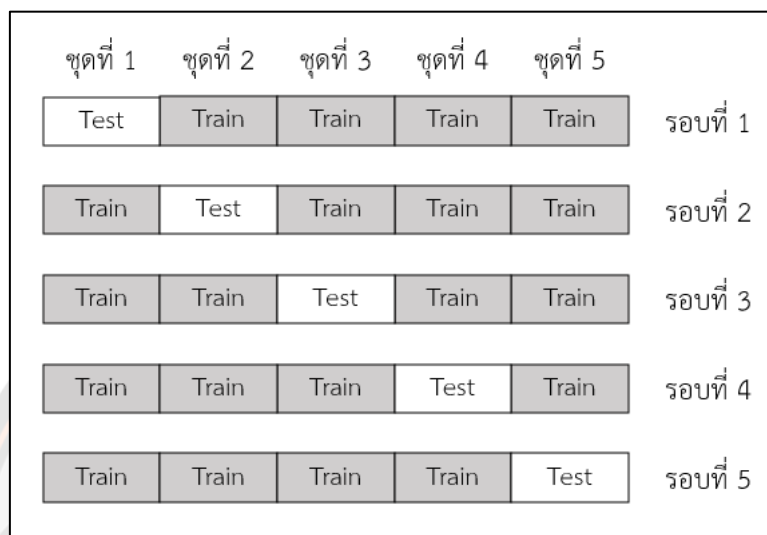 ชุดที่ 1 ชุดที่ 2 ชุดที่ 3 ชุดที่ 4 ชุดที่ 5
Test Train Train Train Train รอบที่ 1
Train Test Train Train Train รอบที่ 2
Train Train Test Train Train รอบที่ 3
Train Train Train Test Train รอบที่ 4
Train Train Train Train Test รอบที่ 5